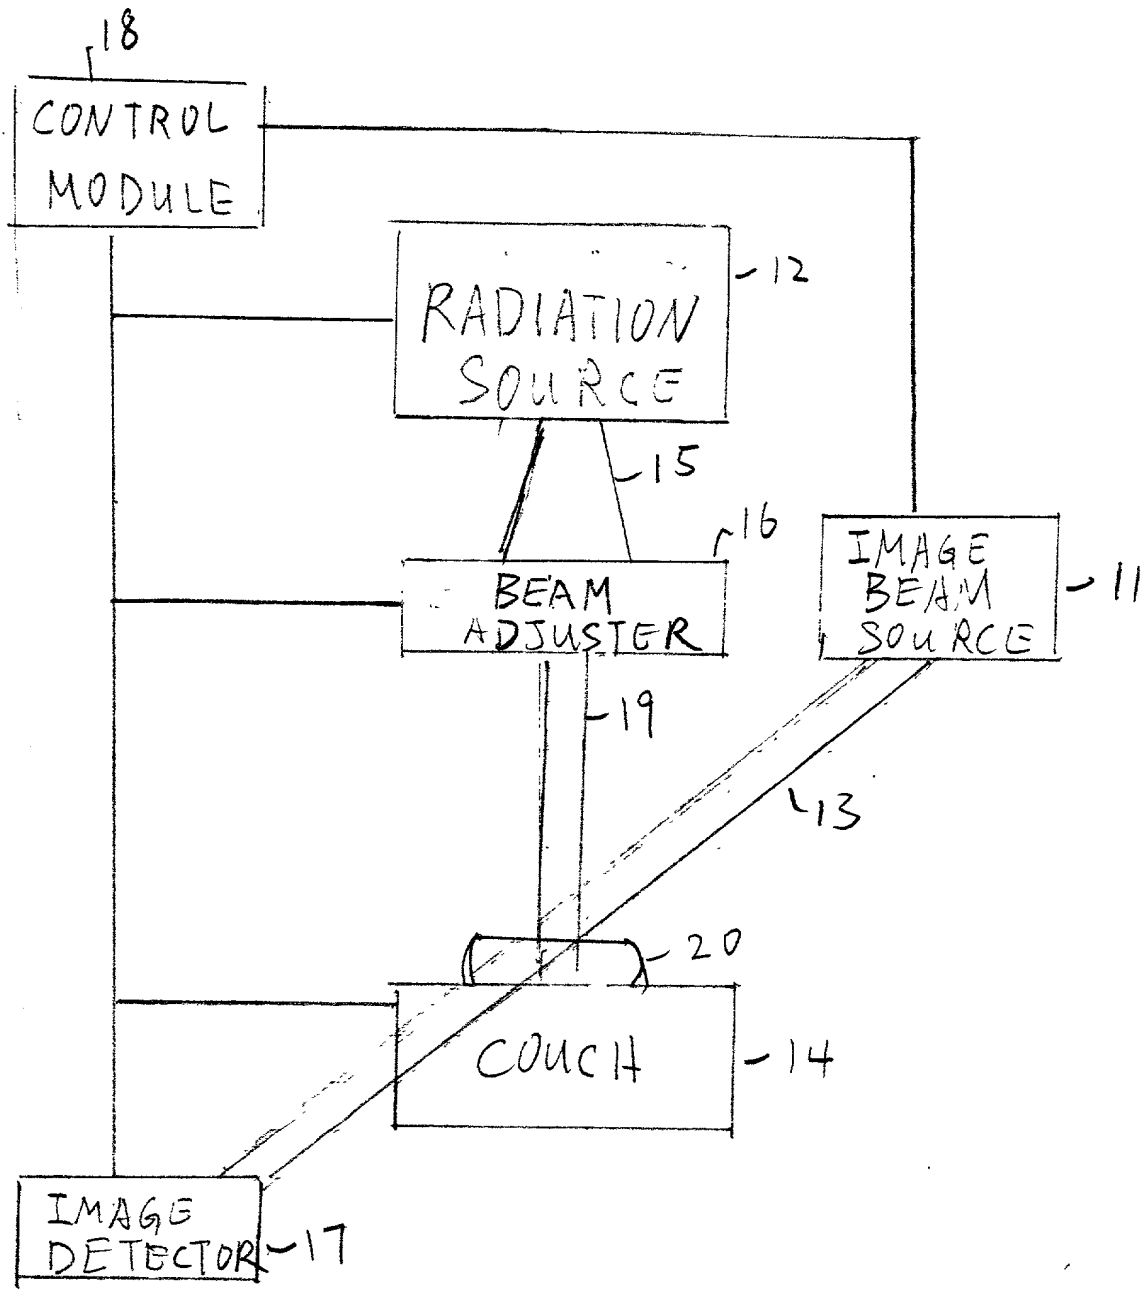 18
CONTROL
MODULE
RADIATION
SOURCE
12
15
16
BEAM
ADJUSTER
IMAGE
BEAM
SOURCE
11
19
13
20
COUCH
14
IMAGE
DETECTOR
17